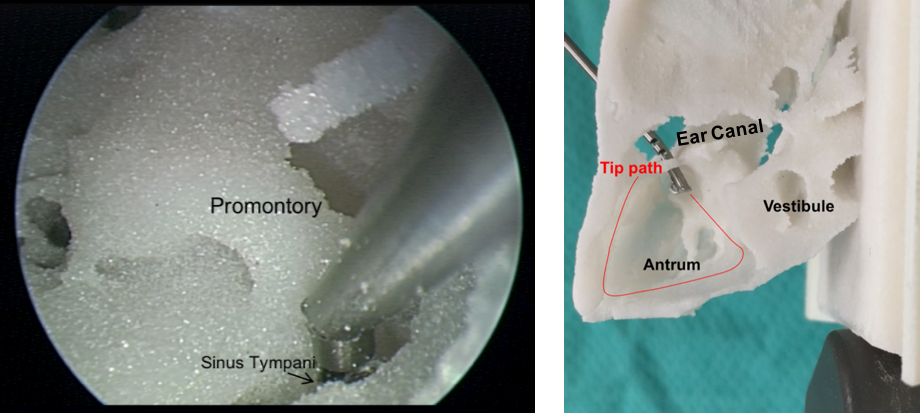 Promontory
Sinus Tympani
Ear Canal
Tip path
Vestibule
Antrum